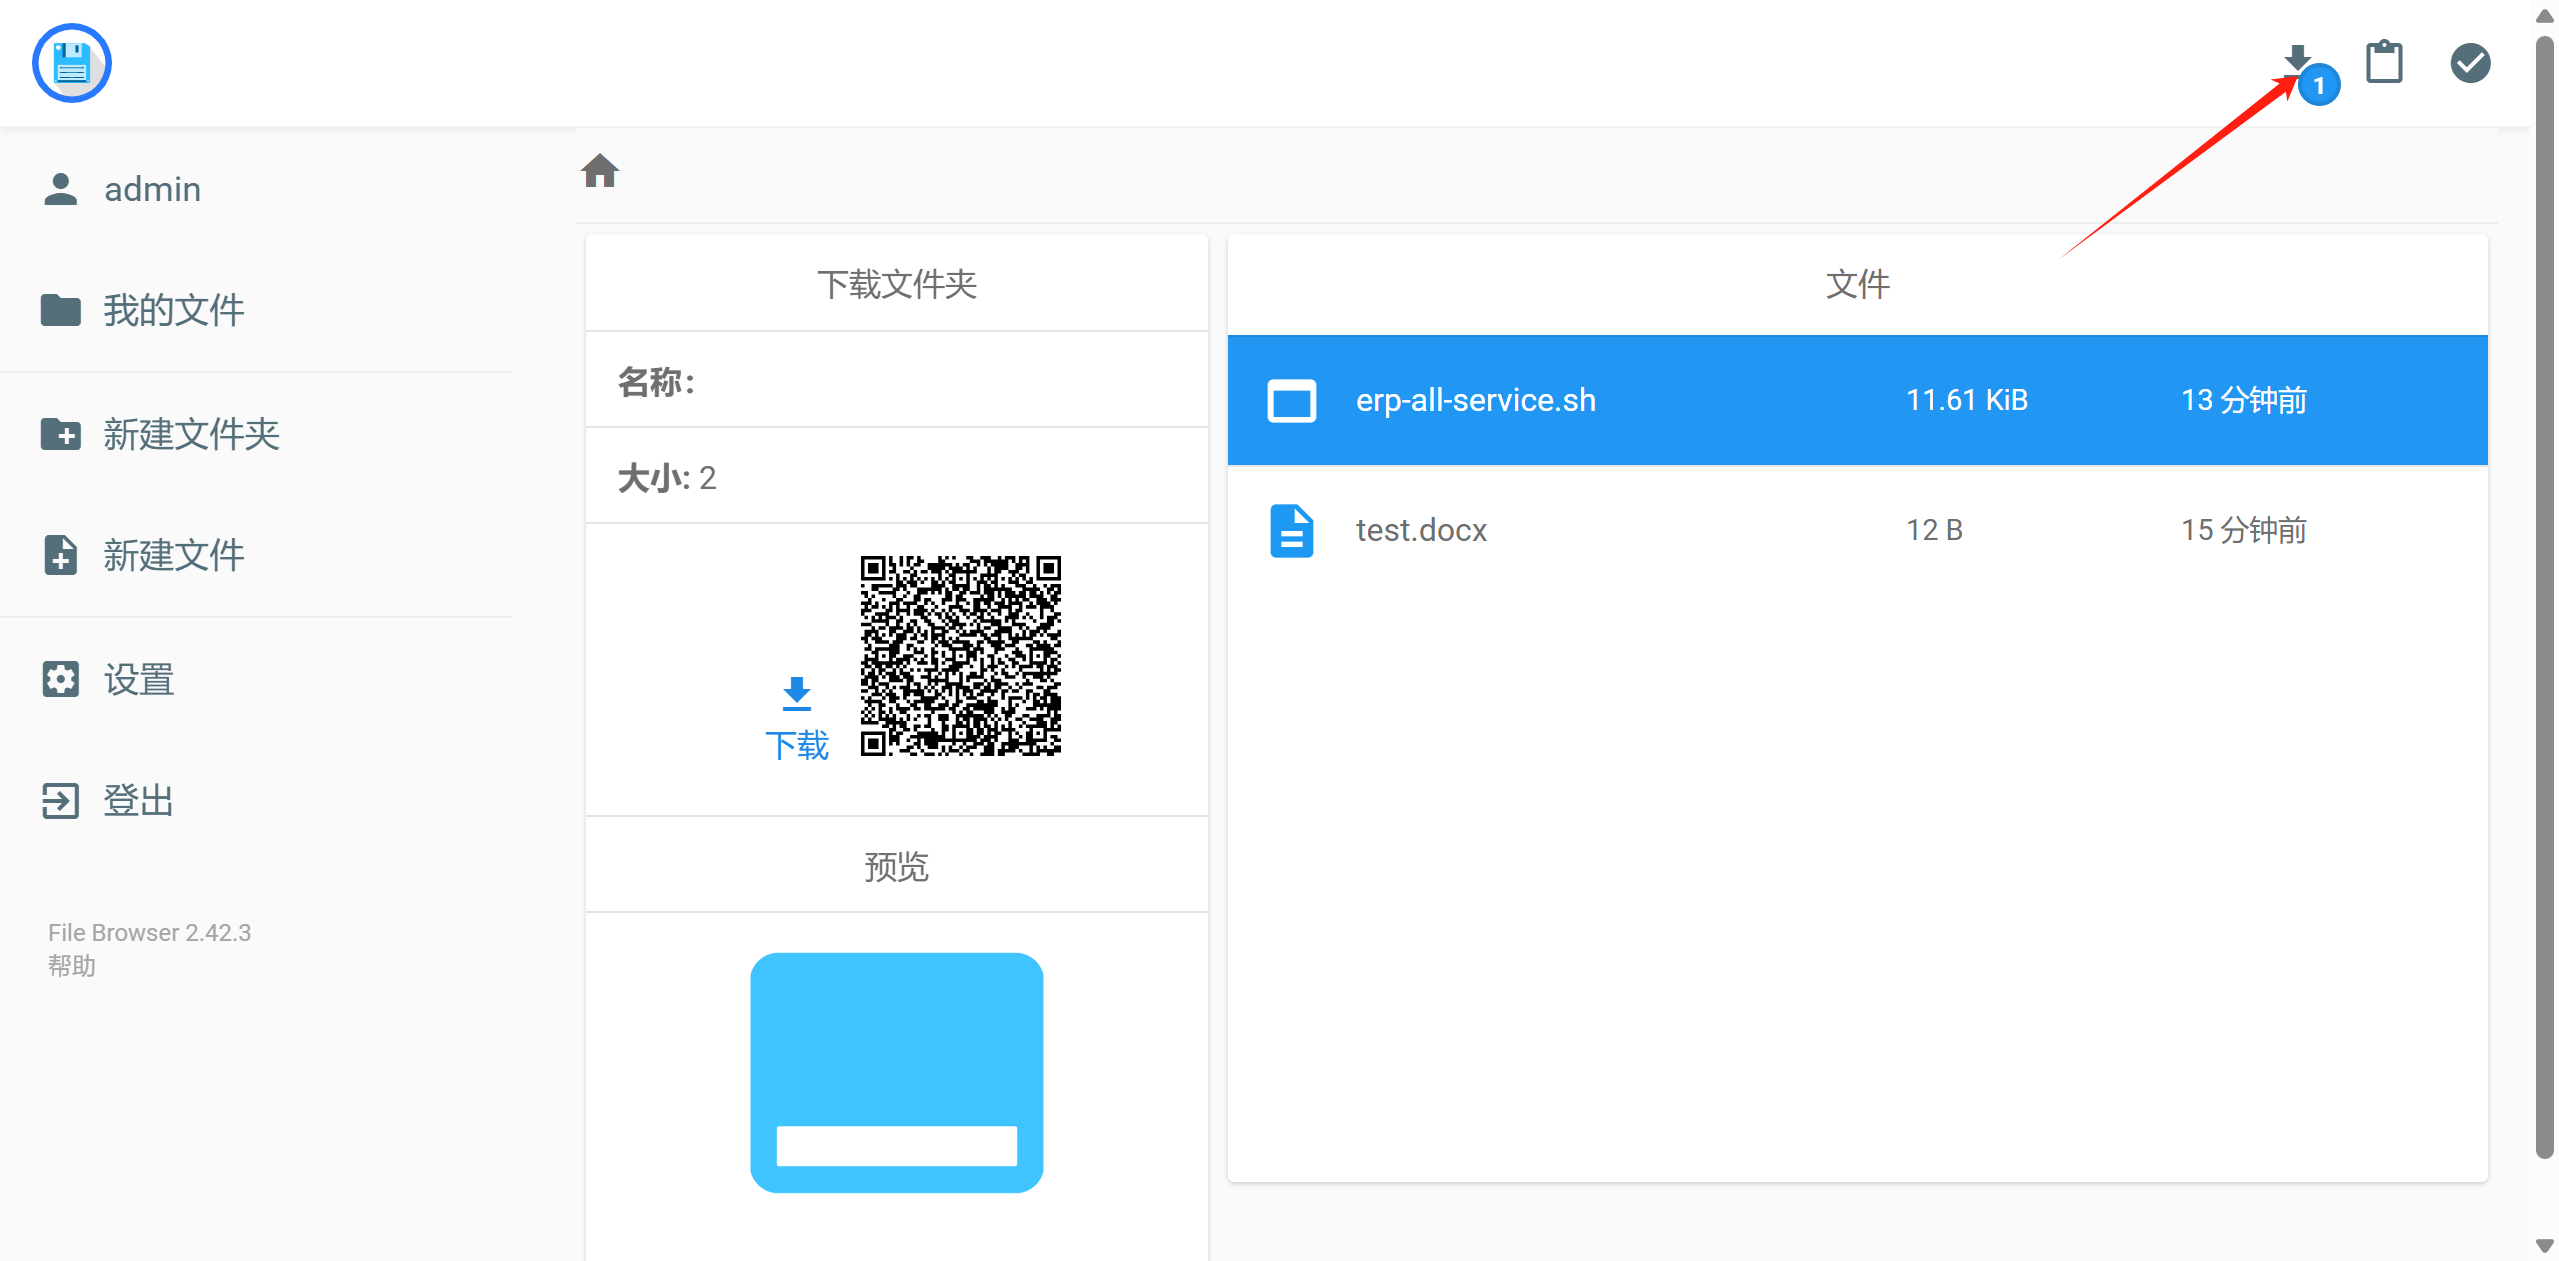 1
admin
我的文件
新建文件夹
新建文件
设置
登出
File Browser 2.42.3
帮助
下载文件夹
名称：
大小: 2
下载
预览
文件
erp-all-service.sh 11.61 KiB 13 分钟前
test.docx 12 B 15 分钟前